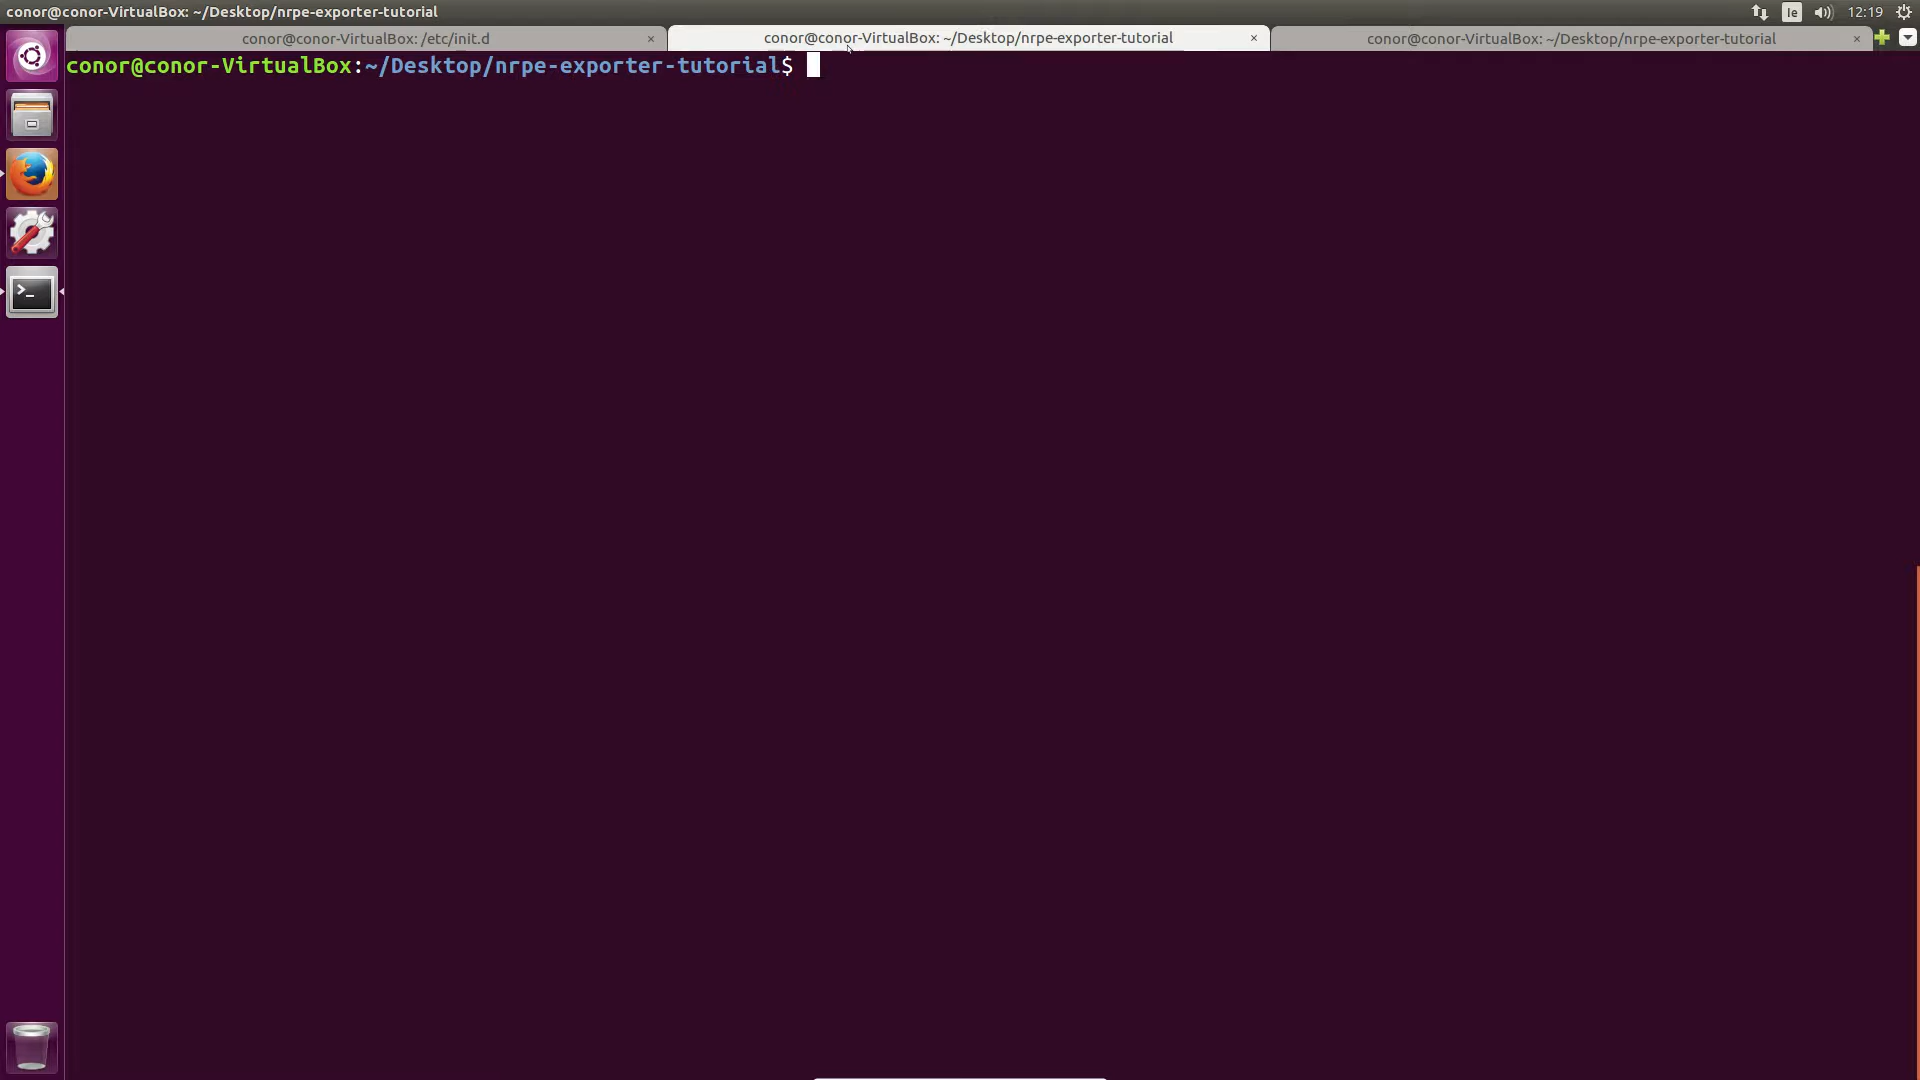 conor@conor-VirtualBox: ~/Desktop/nrpe-exporter-tutorial
Ie
12:19
conor@conor-VirtualBox: /etc/init.d ×
conor@conor-VirtualBox: ~/Desktop/nrpe-exporter-tutorial ×
conor@conor-VirtualBox: ~/Desktop/nrpe-exporter-tutorial ×
conor@conor-VirtualBox:~/Desktop/nrpe-exporter-tutorial$
>_